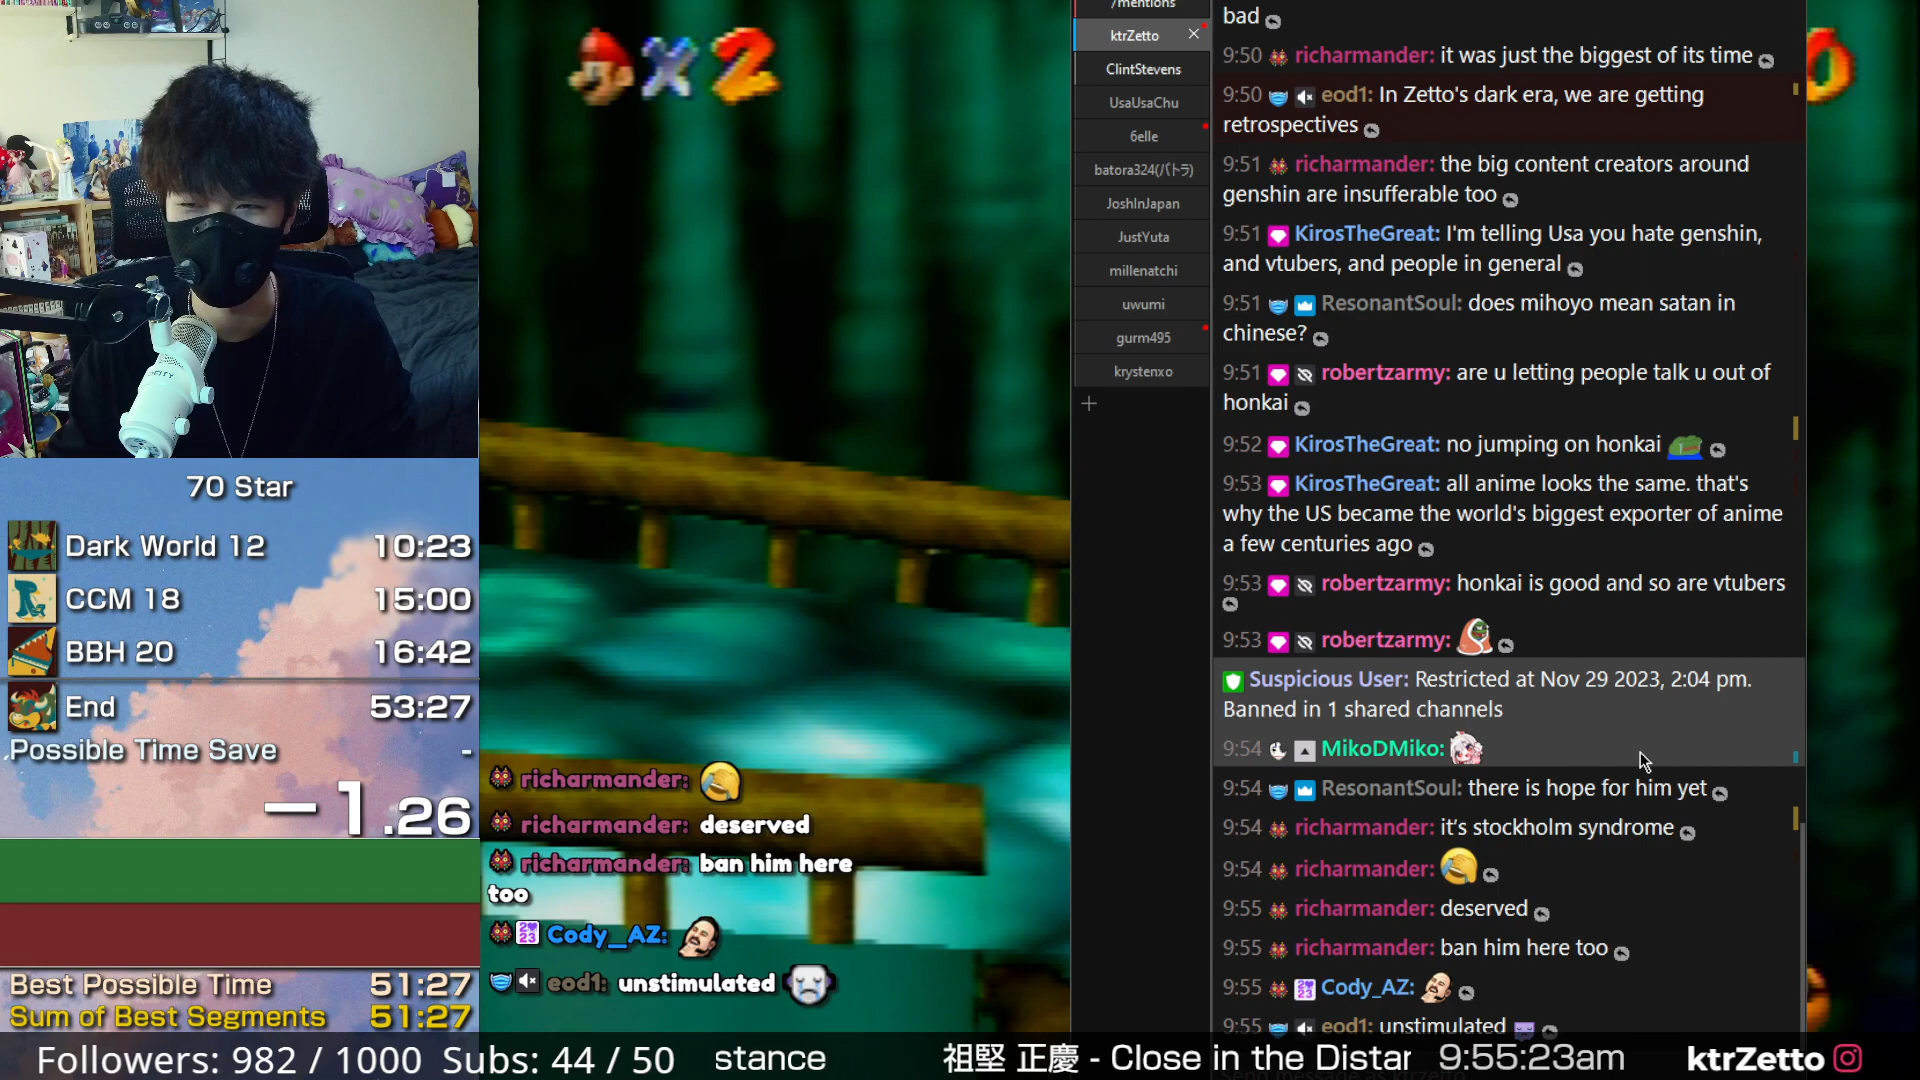 70 Star
Dark World 12 10:23
CCM 18 15:00
BBH 20 16:42
End 53:27
Possible Time Save -
-1.26
Best Possible Time 51:27
Sum of Best Segments 51:27
x 2
richarmander:
richarmander: deserved
richarmander: ban him here
too
Cody_AZ:
eod1: unstimulated
/mentions
ktrZetto
ClintStevens
UsaUsaChu
6elle
batora324(バトラ)
JoshInJapan
JustYuta
millenatchi
uwumi
gurm495
krystenxo
bad
9:50 richarmander: it was just the biggest of its time
9:50 eod1: In Zetto's dark era, we are getting
retrospectives
9:51 richarmander: the big content creators around
genshin are insufferable too
9:51 KirosTheGreat: I'm telling Usa you hate genshin,
and vtubers, and people in general
9:51 ResonantSoul: does mihoyo mean satan in
chinese?
9:51 robertzarmy: are u letting people talk u out of
honkai
9:52 KirosTheGreat: no jumping on honkai
9:53 KirosTheGreat: all anime looks the same. that's
why the US became the world's biggest exporter of anime
a few centuries ago
9:53 robertzarmy: honkai is good and so are vtubers
9:53 robertzarmy:
Suspicious User: Restricted at Nov 29 2023, 2:04 pm.
Banned in 1 shared channels
9:54 MikoDMiko:
9:54 ResonantSoul: there is hope for him yet
9:54 richarmander: it's stockholm syndrome
9:54 richarmander:
9:55 richarmander: deserved
9:55 richarmander: ban him here too
9:55 Cody_AZ:
9:55 eod1: unstimulated
Followers: 982 / 1000 Subs: 44 / 50 stance 祖堅 正慶 - Close in the Distar 9:55:23am ktrZetto